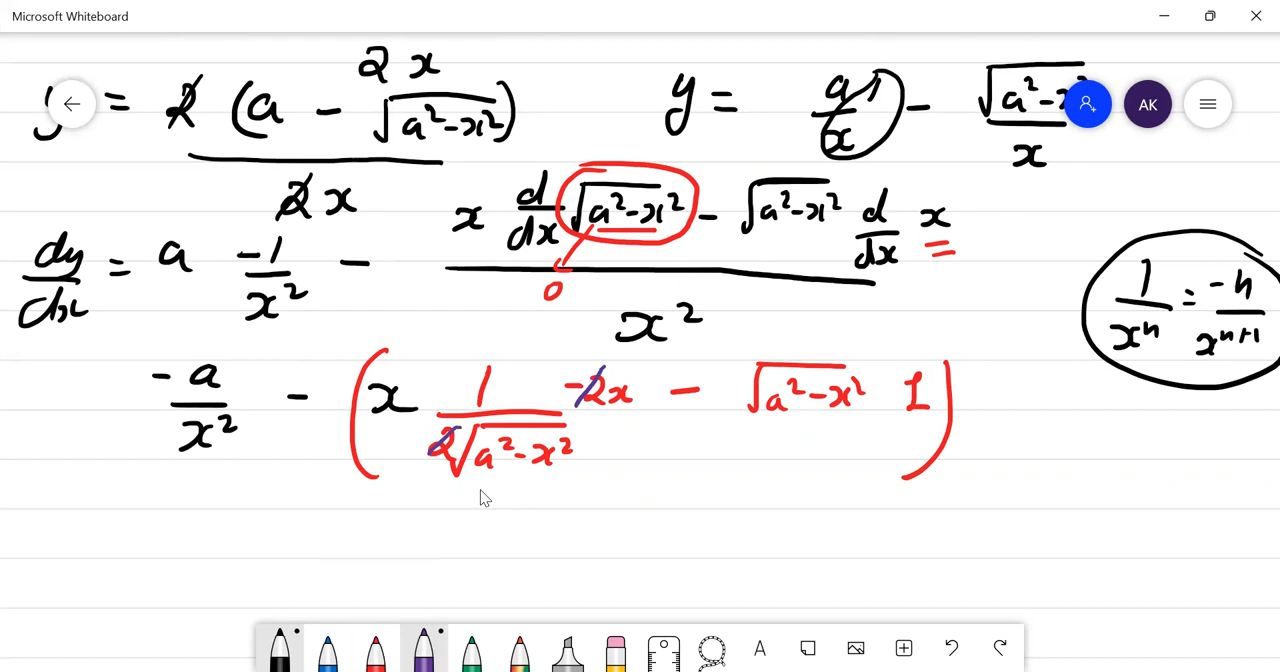 Microsoft Whiteboard
y = 2 (a - 2x √(a²-x²)) / 2x    y = a/x - √(a²-x²) / x
AK
dy/dx = a -1/x² - (x d/dx √(a²-x²) - √(a²-x²) d/dx x) / x²
0
1/xⁿ = -n/xⁿ⁺¹
-a/x² - (x 1/(2√(a²-x²)) -2x - √(a²-x²) 1)
A